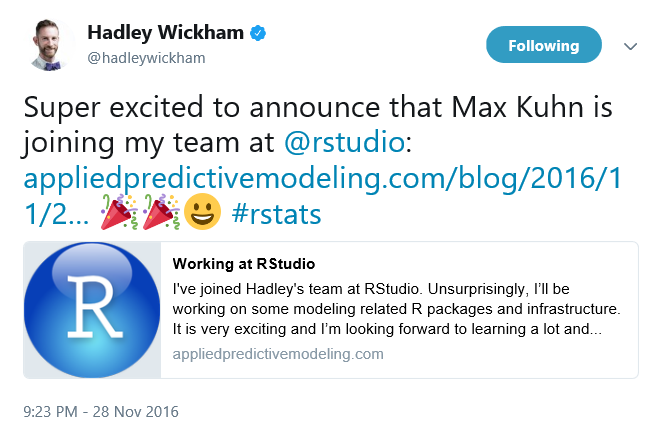 Hadley Wickham
@hadleywickham
Following
Super excited to announce that Max Kuhn is
joining my team at @rstudio:
appliedpredictivemodeling.com/blog/2016/1
1/2... 🎉🎉😀 #rstats
R
Working at RStudio
I've joined Hadley's team at RStudio. Unsurprisingly, I'll be
working on some modeling related R packages and infrastructure.
It is very exciting and I'm looking forward to learning a lot and...
appliedpredictivemodeling.com
9:23 PM - 28 Nov 2016